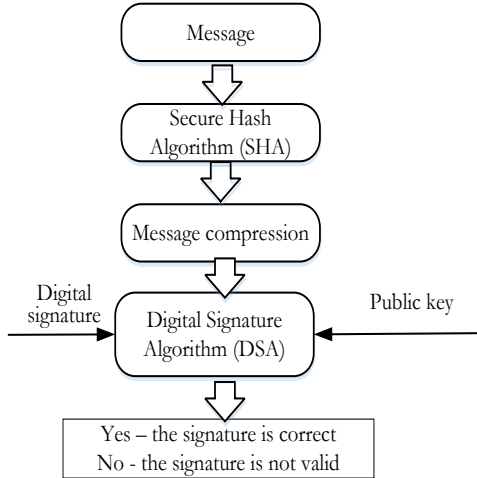 Message
Secure Hash
Algorithm (SHA)
Message compression
Digital
signature
Digital Signature
Algorithm (DSA)
Public key
Yes – the signature is correct
No - the signature is not valid